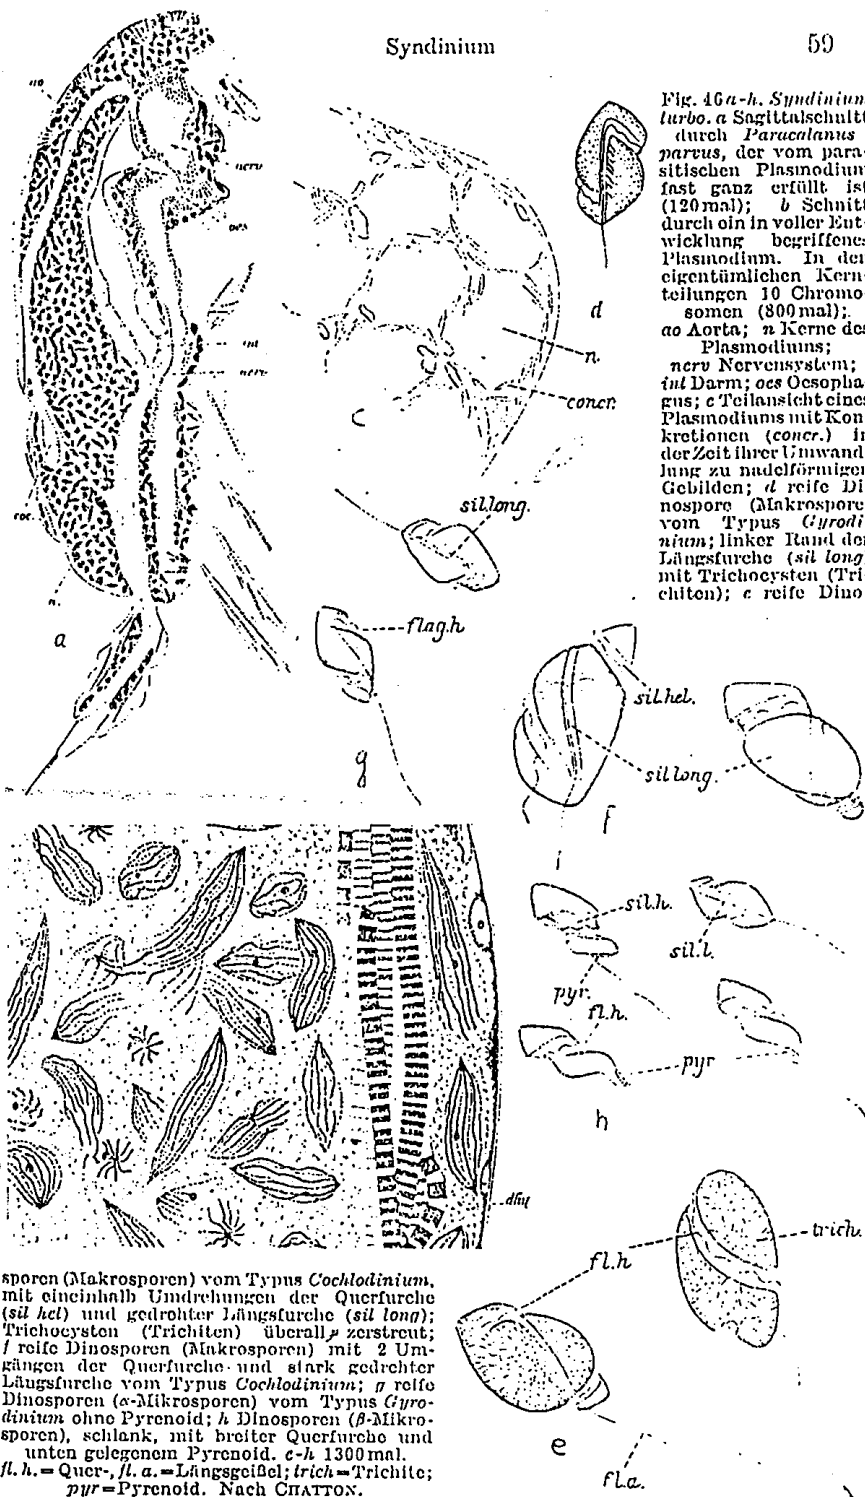 Syndinium
59
Fig. 46 a-h. Syndinium
turbo. a Sagittalschnitt
durch Paracalanus
parvus, der vom para-
sitischen Plasmodium
fast ganz erfüllt ist
(120mal); b Schnitt
durch ein in voller Ent-
wicklung begriffenes
Plasmodium. In den
eigentümlichen Kern-
teilungen 10 Chromo-
somen (800mal);
ao Aorta; n Kerne des
Plasmodiums;
nerv Nervensystem;
int Darm; oes Oesopha-
gus; c Teilansicht eines
Plasmodiums mit Kon-
kretionen (concr.) in
der Zeit ihrer Umwand-
lung zu nadelförmigen
Gebilden; d reife Di-
nospore (Makrospore)
vom Typus Gyrodi-
nium; linker Rand der
Längsfurche (sil long)
mit Trichocysten (Tri-
chiten); e reife Dino-
ao
nerv
oes
int
nerv
coe.
n.
a
d
n.
concr.
c
sil.long.
flag.h
g
sil.hel.
sil.long.
f
i
sil.h.
sil.l.
pyr.
fl.h.
pyr
h
trich.
fl.h
e
fl.a.
sporen (Makrosporen) vom Typus Cochlodinium,
mit eineinhalb Umdrehungen der Querfurche
(sil hel) und gedrehter Längsfurche (sil long);
Trichocysten (Trichiten) überall zerstreut;
f reife Dinosporen (Makrosporen) mit 2 Um-
gängen der Querfurche und stark gedrehter
Längsfurche vom Typus Cochlodinium; g reife
Dinosporen (α-Mikrosporen) vom Typus Gyro-
dinium ohne Pyrenoid; h Dinosporen (β-Mikro-
sporen), schlank, mit breiter Querfurche und
unten gelegenem Pyrenoid. e-h 1300mal.
fl. h. = Quer-, fl. a. = Längsgeißel; trich = Trichite;
pyr = Pyrenoid. Nach CHATTON.